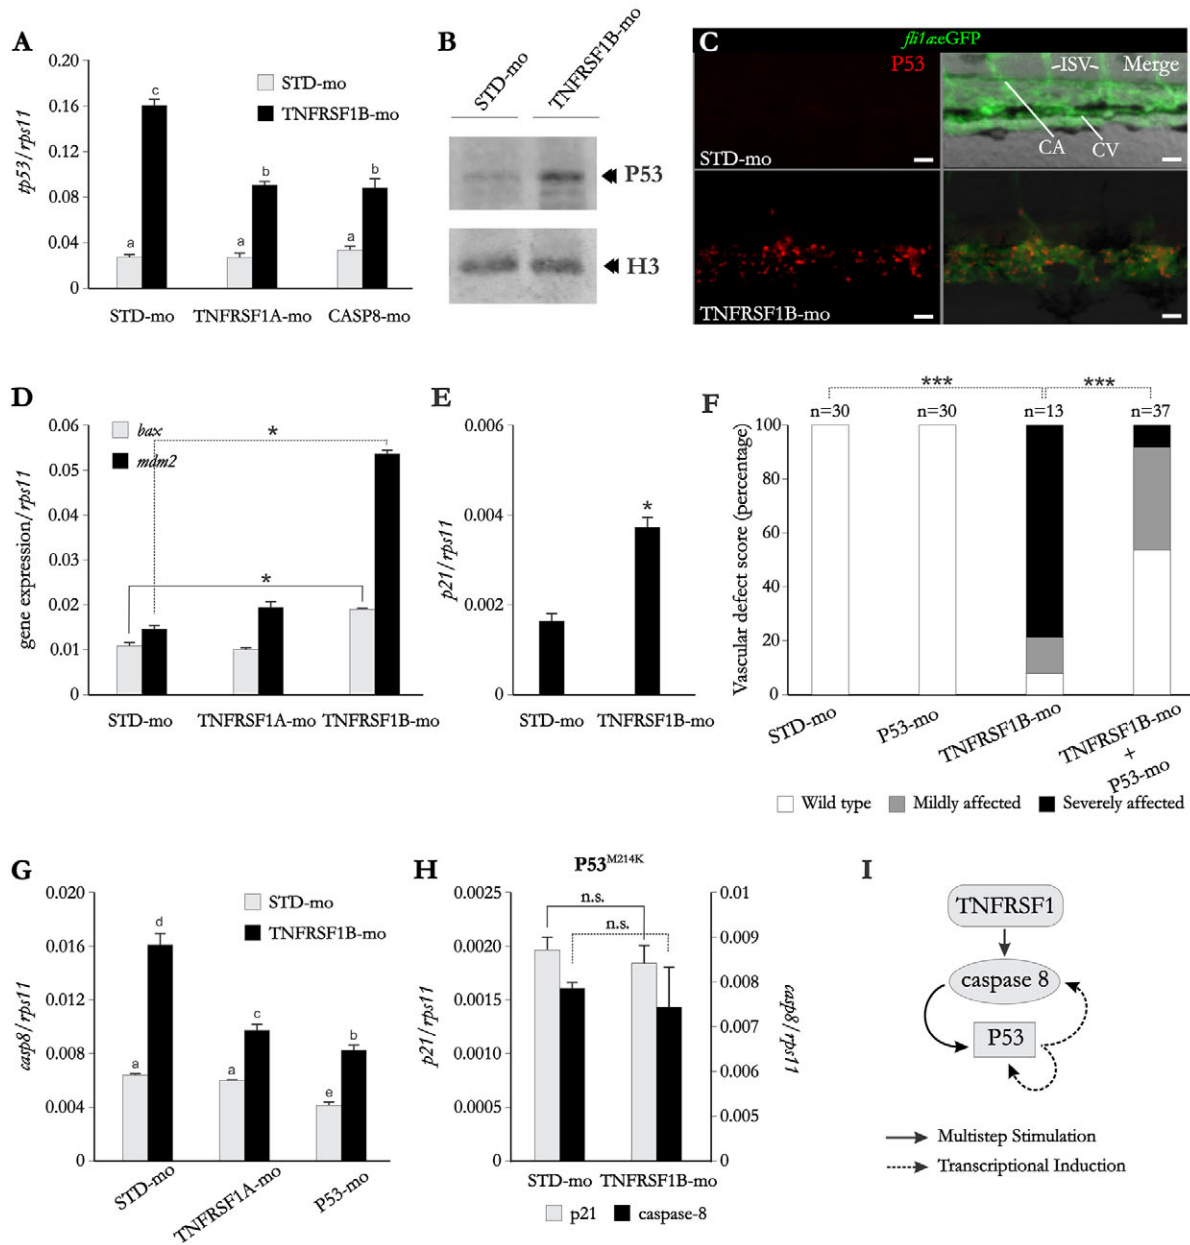 A
0.20
0.16
0.12
0.08
0.04
0
tp53/rps11
STD-mo
TNFRSF1B-mo
a
c
a
b
a
b
STD-mo
TNFRSF1A-mo
CASP8-mo
B
STD-mo
TNFRSF1B-mo
P53
H3
C
fli1a:eGFP
P53
ISV
Merge
CA
CV
STD-mo
TNFRSF1B-mo
D
0.06
0.05
0.04
0.03
0.02
0.01
0
gene expression/rps11
bax
mdm2
*
*
STD-mo
TNFRSF1A-mo
TNFRSF1B-mo
E
0.006
0.004
0.002
0
p21/rps11
*
STD-mo
TNFRSF1B-mo
F
***
***
n=30
n=30
n=13
n=37
100
80
60
40
20
0
Vascular defect score (percentage)
STD-mo
P53-mo
TNFRSF1B-mo
TNFRSF1B-mo
+
P53-mo
Wild type
Mildly affected
Severely affected
G
0.020
0.016
0.012
0.008
0.004
0
casp8/rps11
STD-mo
TNFRSF1B-mo
a
d
a
c
e
b
STD-mo
TNFRSF1A-mo
P53-mo
H
P53M214K
0.0025
0.0020
0.0015
0.0010
0.0005
0
p21/rps11
n.s.
n.s.
0.01
0.009
0.008
0.007
0.006
0.005
0
casp8/rps11
STD-mo
TNFRSF1B-mo
p21
caspase-8
I
TNFRSF1
caspase 8
P53
Multistep Stimulation
Transcriptional Induction